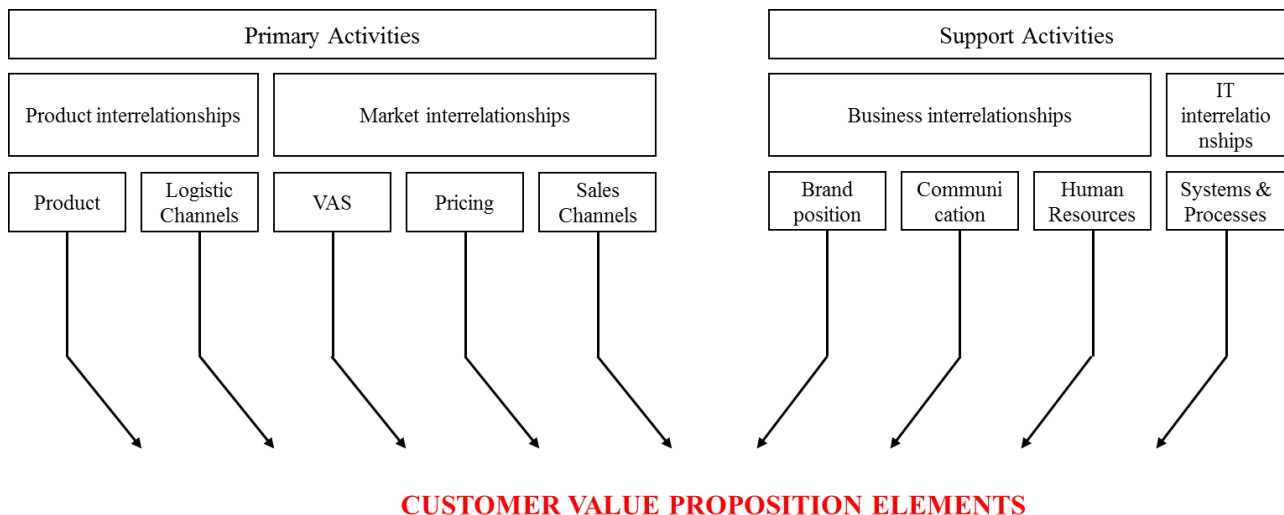 Primary Activities
Support Activities
Product interrelationships
Market interrelationships
Business interrelationships
IT
interrelatio
nships
Product
Logistic
Channels
VAS
Pricing
Sales
Channels
Brand
position
Communi
cation
Human
Resources
Systems &
Processes
CUSTOMER VALUE PROPOSITION ELEMENTS